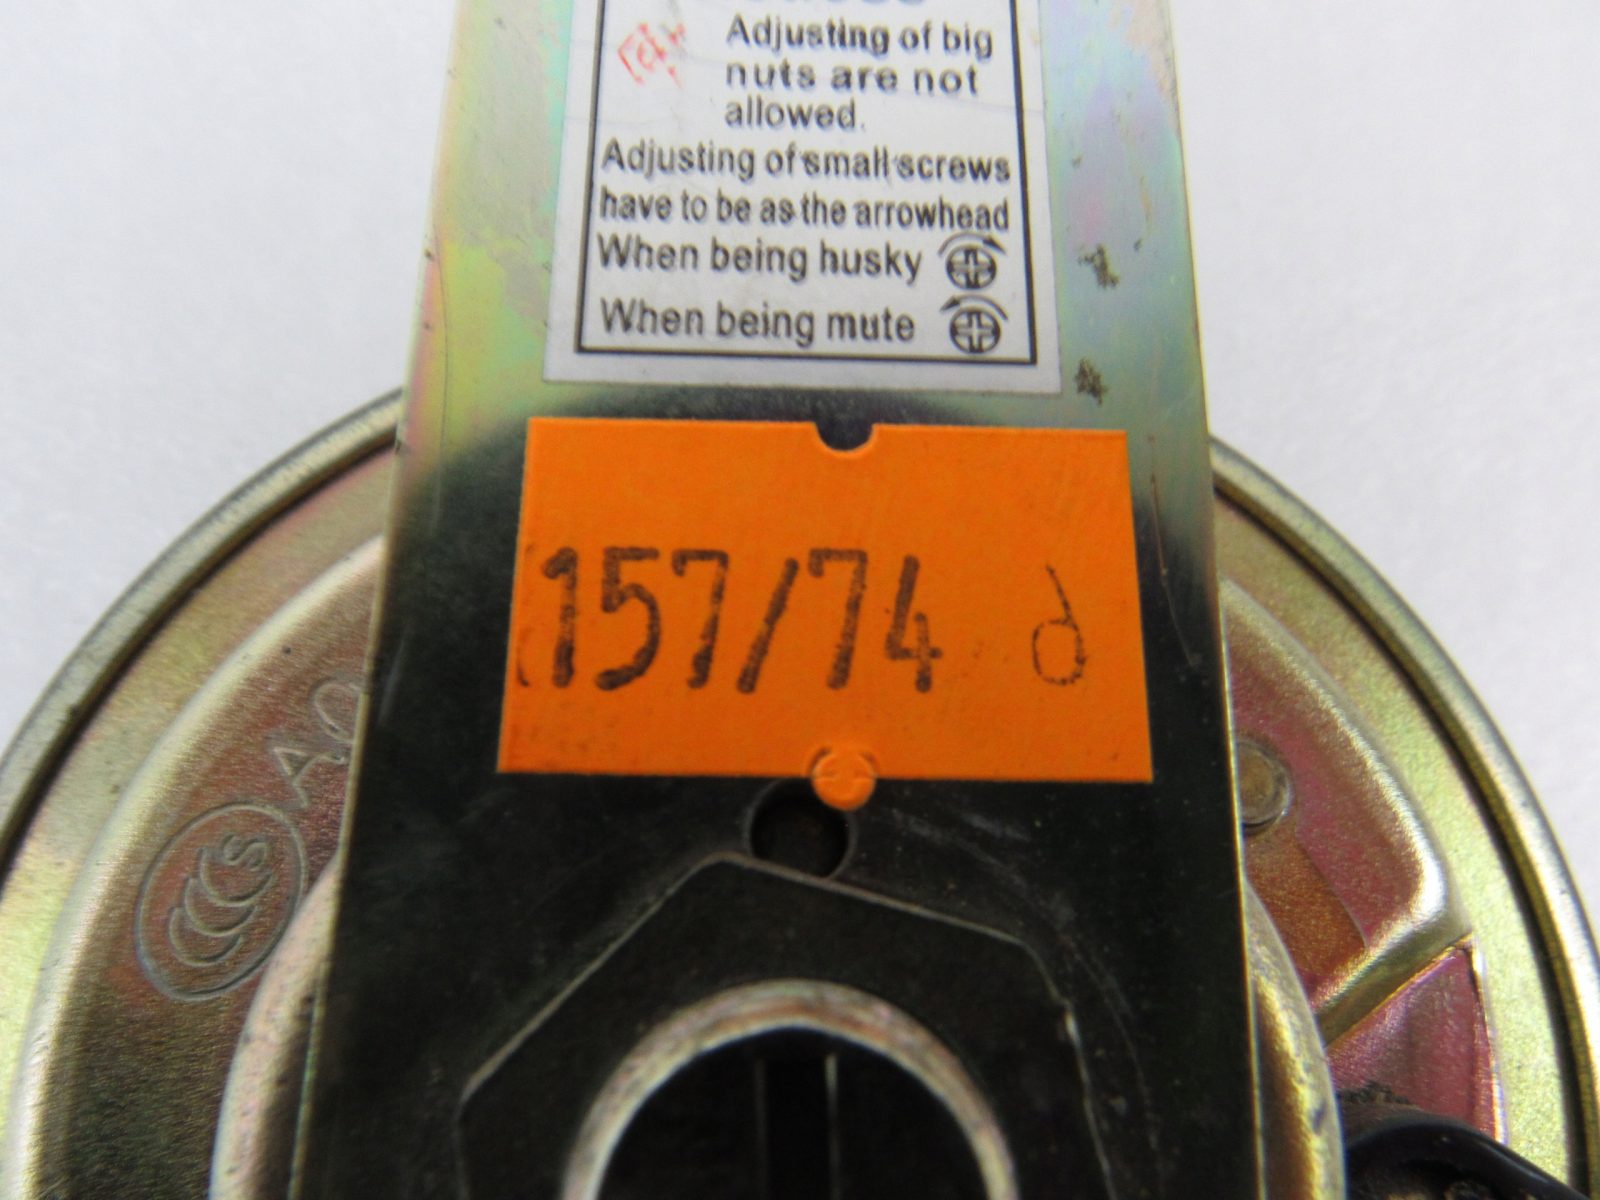 Adjusting of big
nuts are not
allowed.
Adjusting of small screws
have to be as the arrowhead
When being husky
When being mute
157/74 d
CCCS